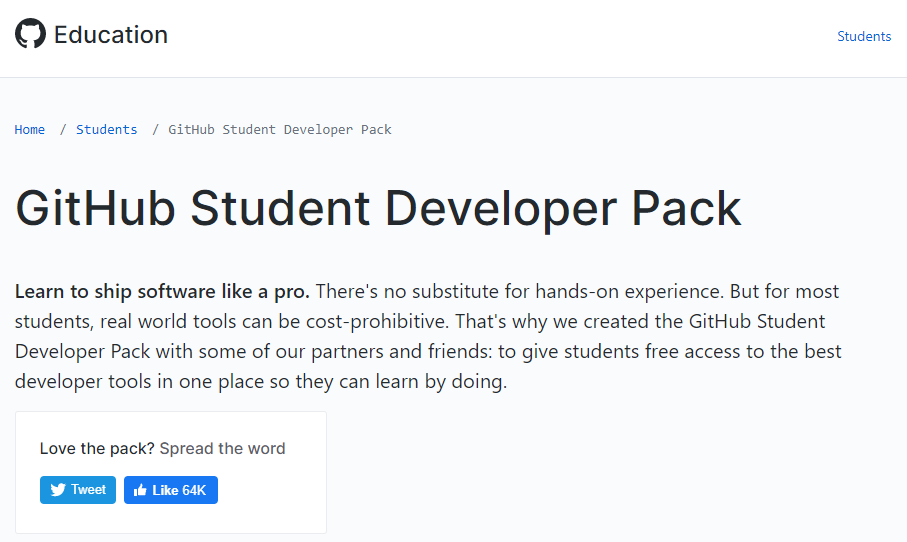 Education
Students
Home / Students / GitHub Student Developer Pack
GitHub Student Developer Pack
Learn to ship software like a pro. There's no substitute for hands-on experience. But for most
students, real world tools can be cost-prohibitive. That's why we created the GitHub Student
Developer Pack with some of our partners and friends: to give students free access to the best
developer tools in one place so they can learn by doing.
Love the pack? Spread the word
Tweet
Like 64K